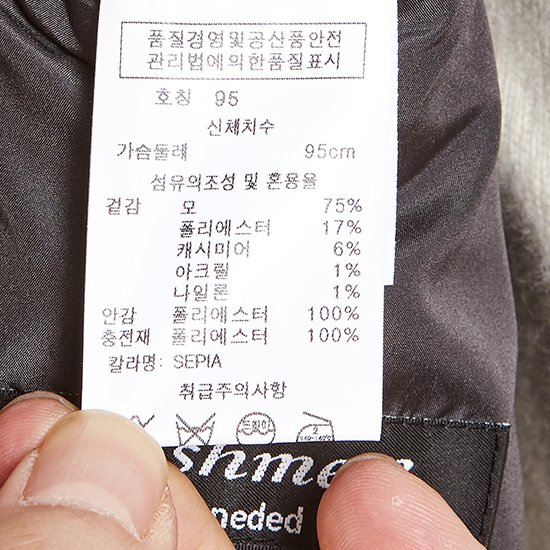 품질경영및공산품안전
관리법에의한품질표시
호칭 95
신체치수
가슴둘레 95cm
섬유의조성 및 혼용율
겉감 모 75%
폴리에스터 17%
캐시미어 6%
아크릴 1%
나일론 1%
안감 폴리에스터 100%
충전재 폴리에스터 100%
칼라명: SEPIA
취급주의사항
드라이
2
neded